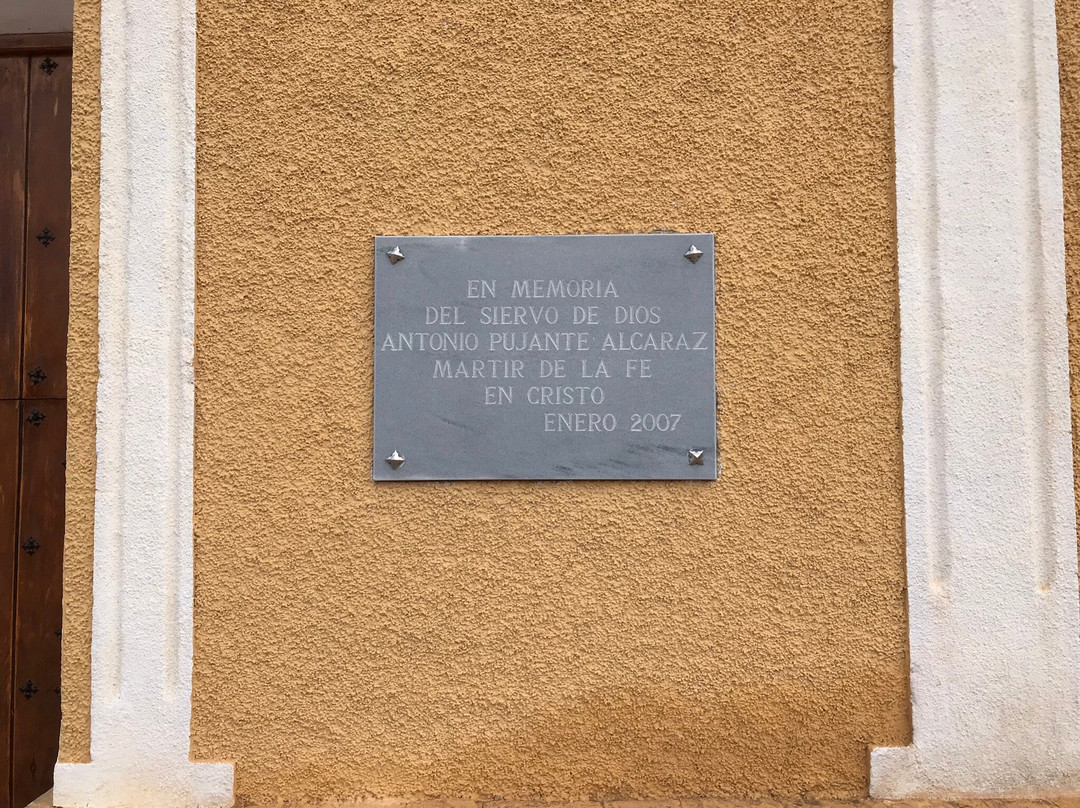 EN MEMORIA
DEL SIERVO DE DIOS
ANTONIO PUJANTE ALCARAZ
MARTIR DE LA FE
EN CRISTO
ENERO 2007